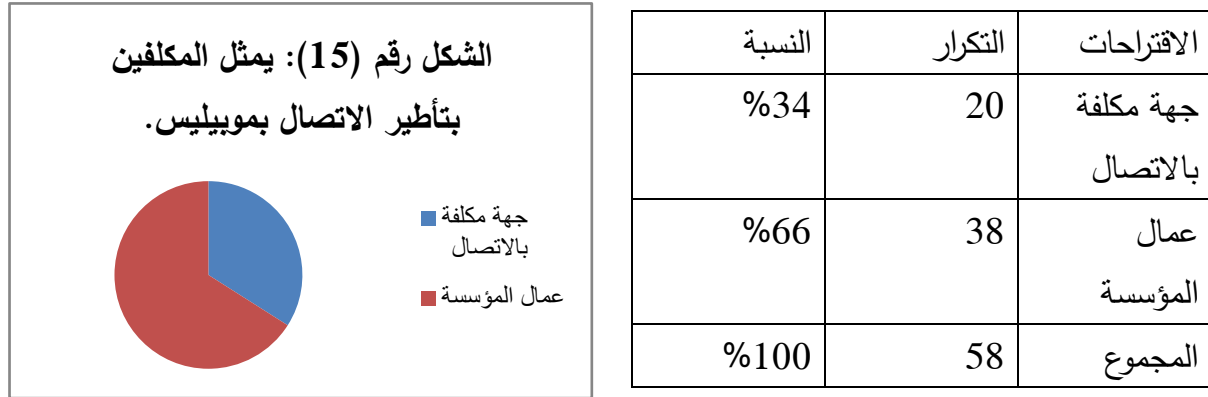 الشكل رقم (15): يمثل المكلفين
بتأطير الاتصال بموبيليس.
جهة مكلفة
بالاتصال
عمال المؤسسة
الاقتراحات التكرار النسبة
جهة مكلفة 20 %34
بالاتصال
عمال 38 %66
المؤسسة
المجموع 58 %100